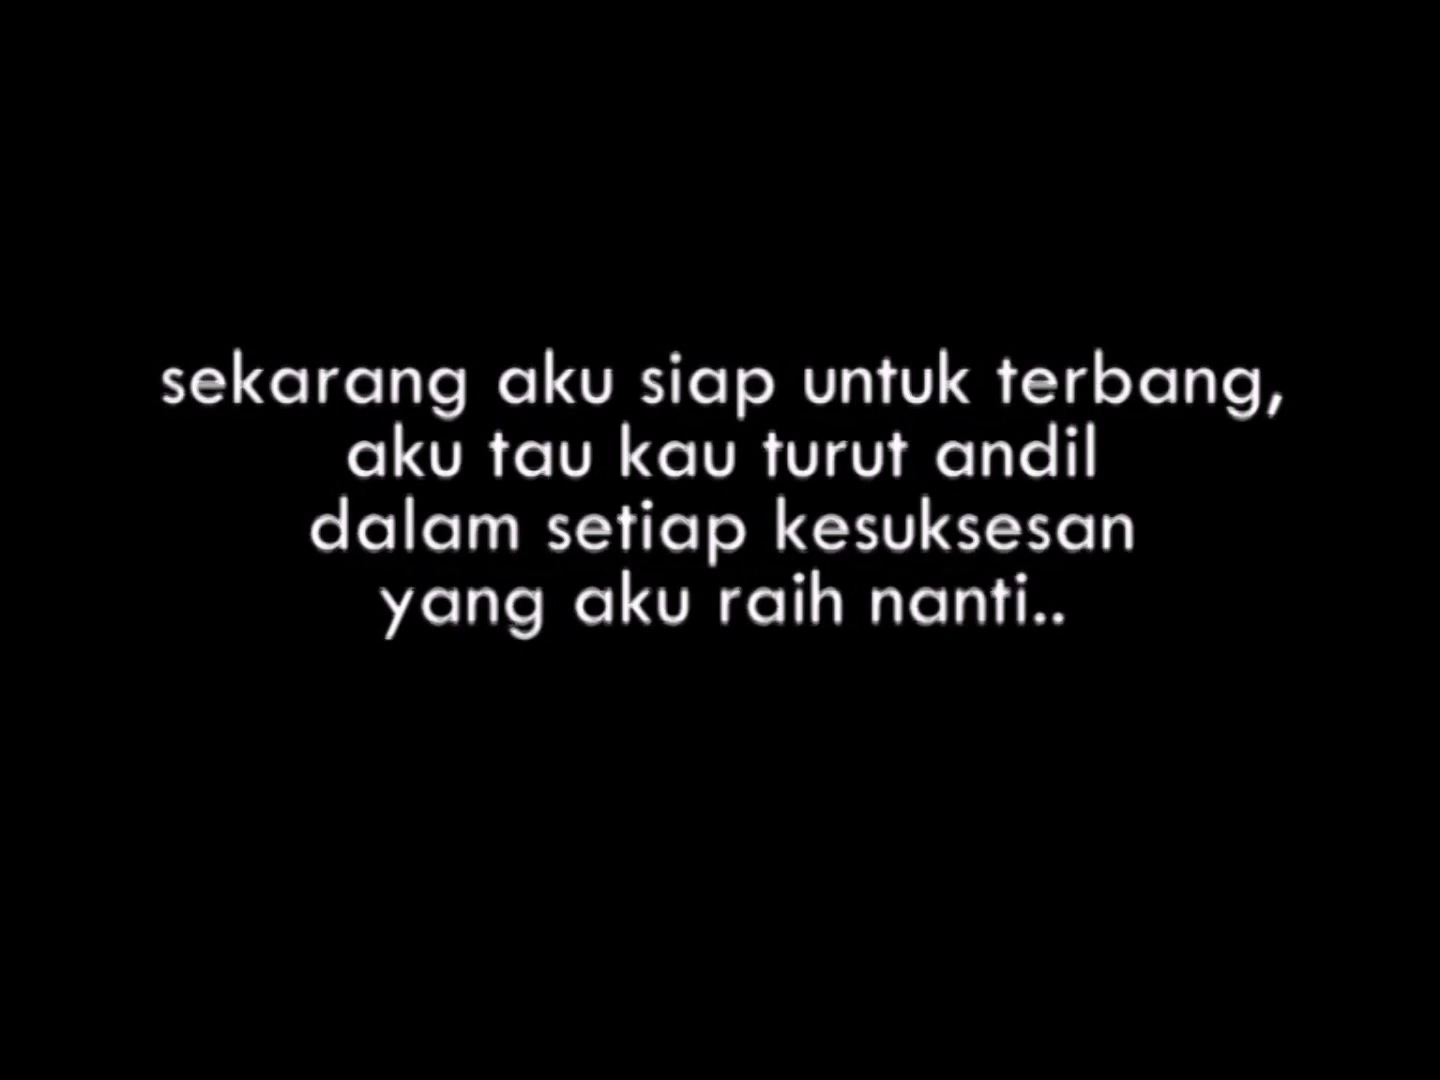 sekarang aku siap untuk terbang,
aku tau kau turut andil
dalam setiap kesuksesan
yang aku raih nanti..